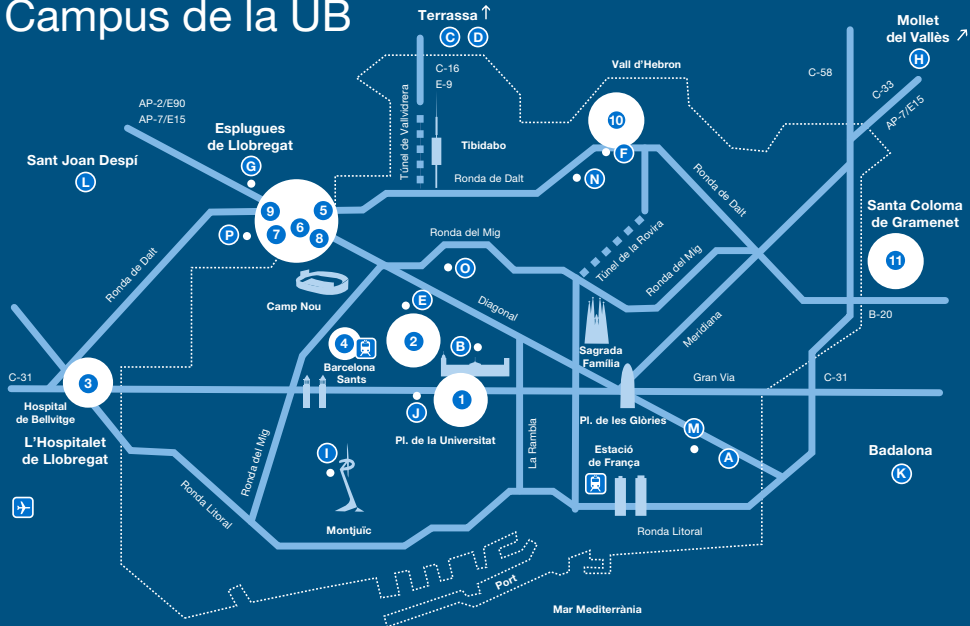 Campus de la UB
Terrassa ↑
C D
C-16
E-9
Mollet
del Vallès ↗
H
C-58
C-33
AP-7/E15
Vall d'Hebron
10
F
N
AP-2/E90
AP-7/E15
Esplugues
de Llobregat
G
Sant Joan Despí
L
Túnel de Vallvidrera
Tibidabo
Ronda de Dalt
Ronda de Dalt
Santa Coloma
de Gramenet
11
9 5
6
7 8
P
Ronda del Mig
O
Túnel de la Rovira
Ronda del Mig
Ronda de Dalt
Camp Nou
E
Diagonal
B-20
Meridiana
4
2
B
Barcelona
Sants
Sagrada
Família
C-31
3
Gran Via
C-31
Hospital
de Bellvitge
J
1
Pl. de la Universitat
Pl. de les Glòries
M
A
L'Hospitalet
de Llobregat
Ronda del Mig
I
La Rambla
Estació
de França
Badalona
K
Ronda Litoral
Montjuïc
Ronda Litoral
Port
Mar Mediterrània